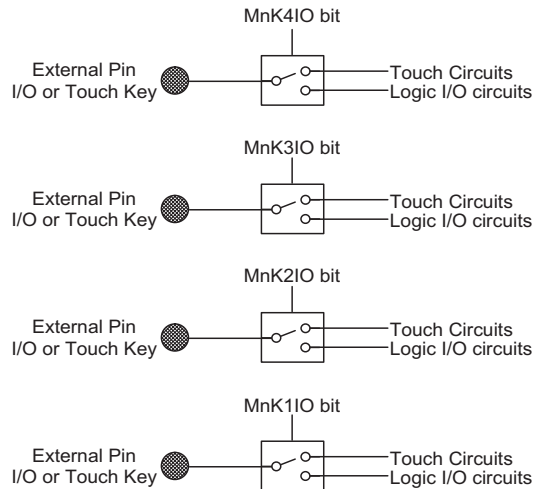 MnK4IO bit
External Pin
I/O or Touch Key
Touch Circuits
Logic I/O circuits
MnK3IO bit
External Pin
I/O or Touch Key
Touch Circuits
Logic I/O circuits
MnK2IO bit
External Pin
I/O or Touch Key
Touch Circuits
Logic I/O circuits
MnK1IO bit
External Pin
I/O or Touch Key
Touch Circuits
Logic I/O circuits